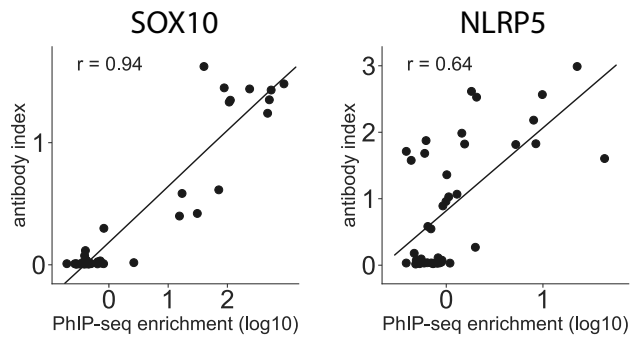 SOX10
r = 0.94
antibody index
1
0
0
1
2
PhIP-seq enrichment (log10)
NLRP5
r = 0.64
antibody index
3
2
1
0
0
1
PhIP-seq enrichment (log10)